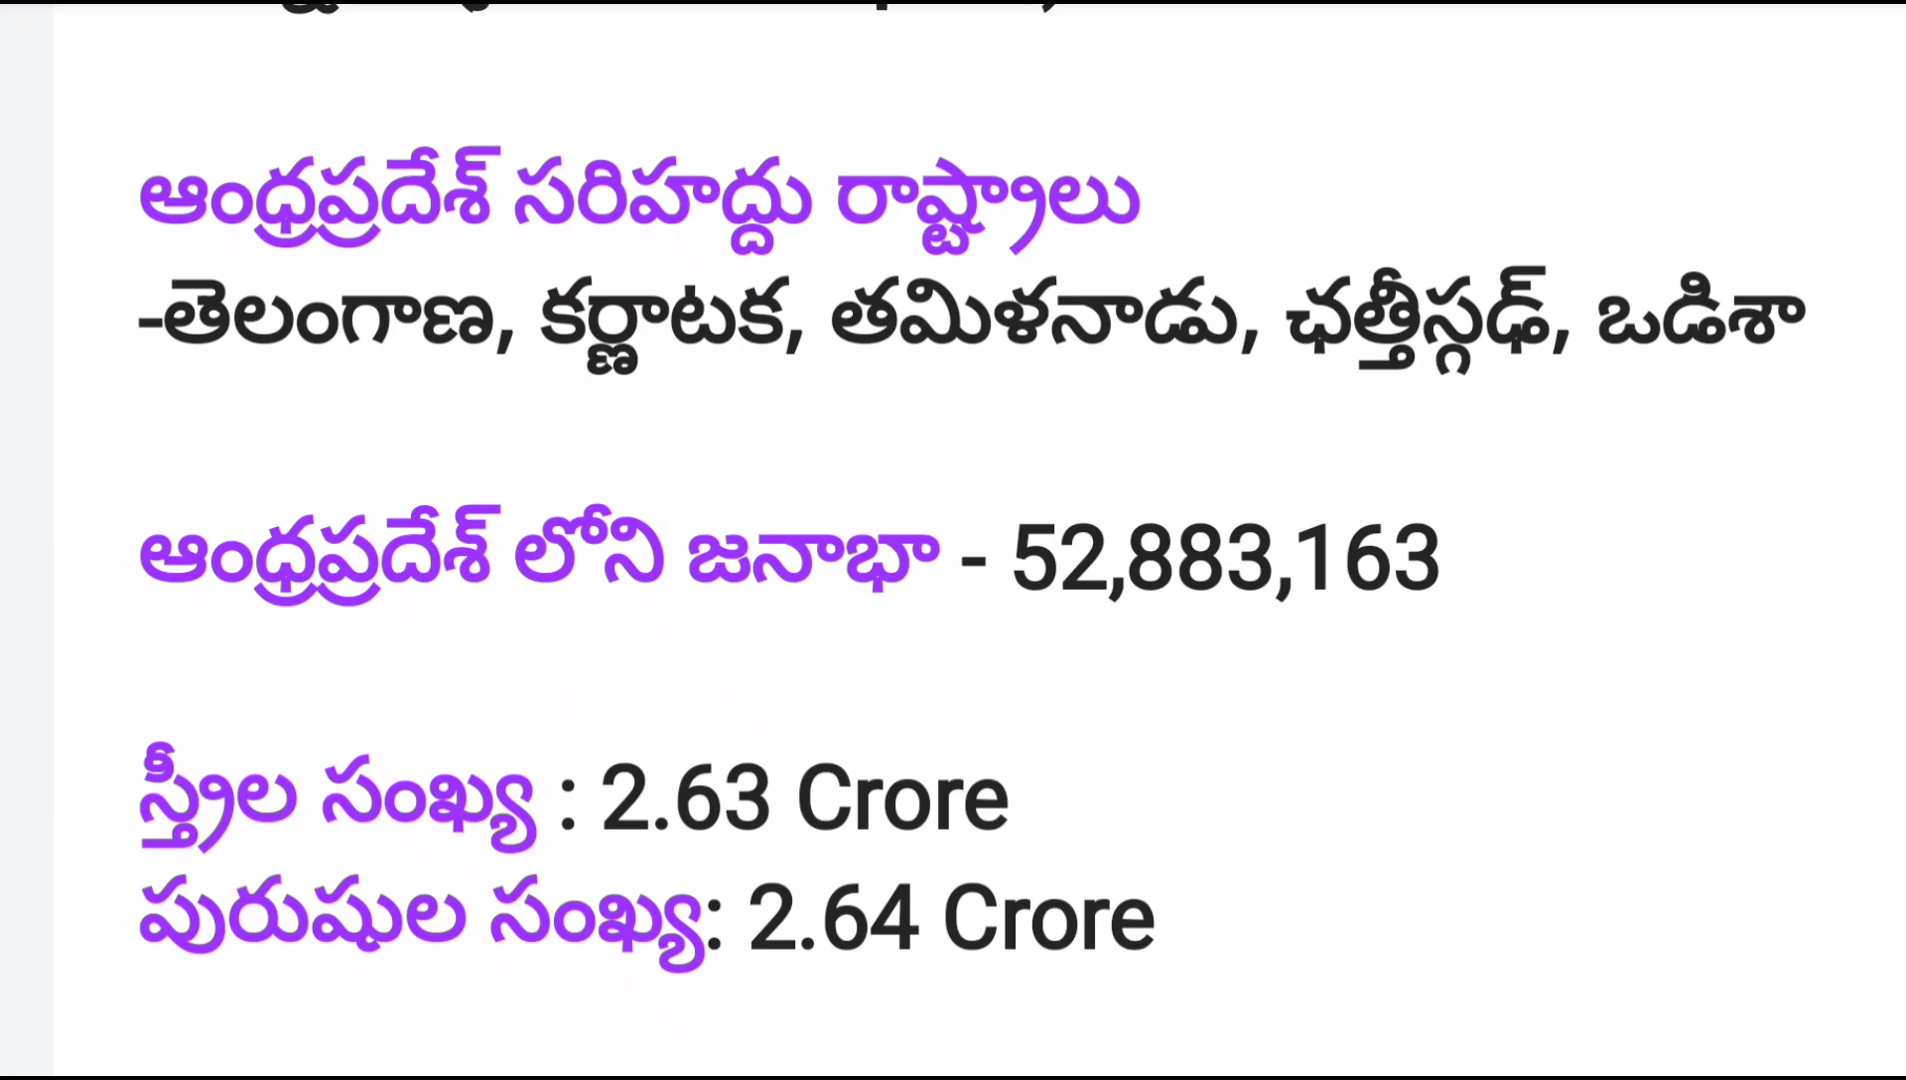 ఆంధ్రప్రదేశ్ సరిహద్దు రాష్ట్రాలు
-తెలంగాణ, కర్ణాటక, తమిళనాడు, ఛత్తీస్గఢ్, ఒడిశా
ఆంధ్రప్రదేశ్ లోని జనాభా - 52,883,163
స్త్రీల సంఖ్య : 2.63 Crore
పురుషుల సంఖ్య: 2.64 Crore